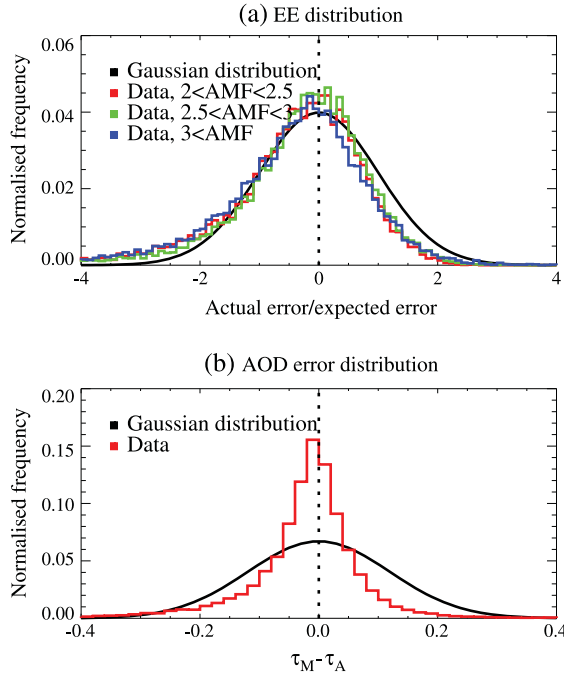 (a) EE distribution
Normalised frequency
0.06
0.04
0.02
0.00
Gaussian distribution
Data, 2<AMF<2.5
Data, 2.5<AMF<3
Data, 3<AMF
-4
-2
0
2
4
Actual error/expected error
(b) AOD error distribution
Normalised frequency
0.20
0.15
0.10
0.05
0.00
Gaussian distribution
Data
-0.4
-0.2
0.0
0.2
0.4
τM-τA